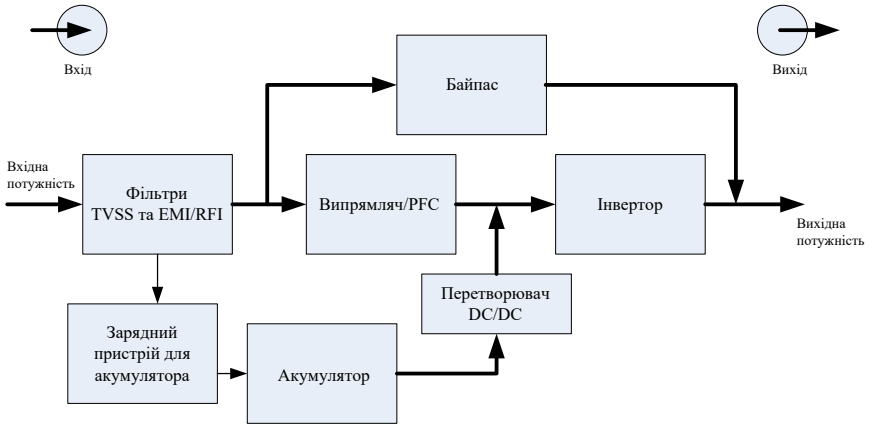 Вхід
Вихід
Байпас
Вхідна
потужність
Фільтри
TVSS та EMI/RFI
Випрямляч/PFC
Інвертор
Вихідна
потужність
Перетворювач
DC/DC
Зарядний
пристрій для
акумулятора
Акумулятор